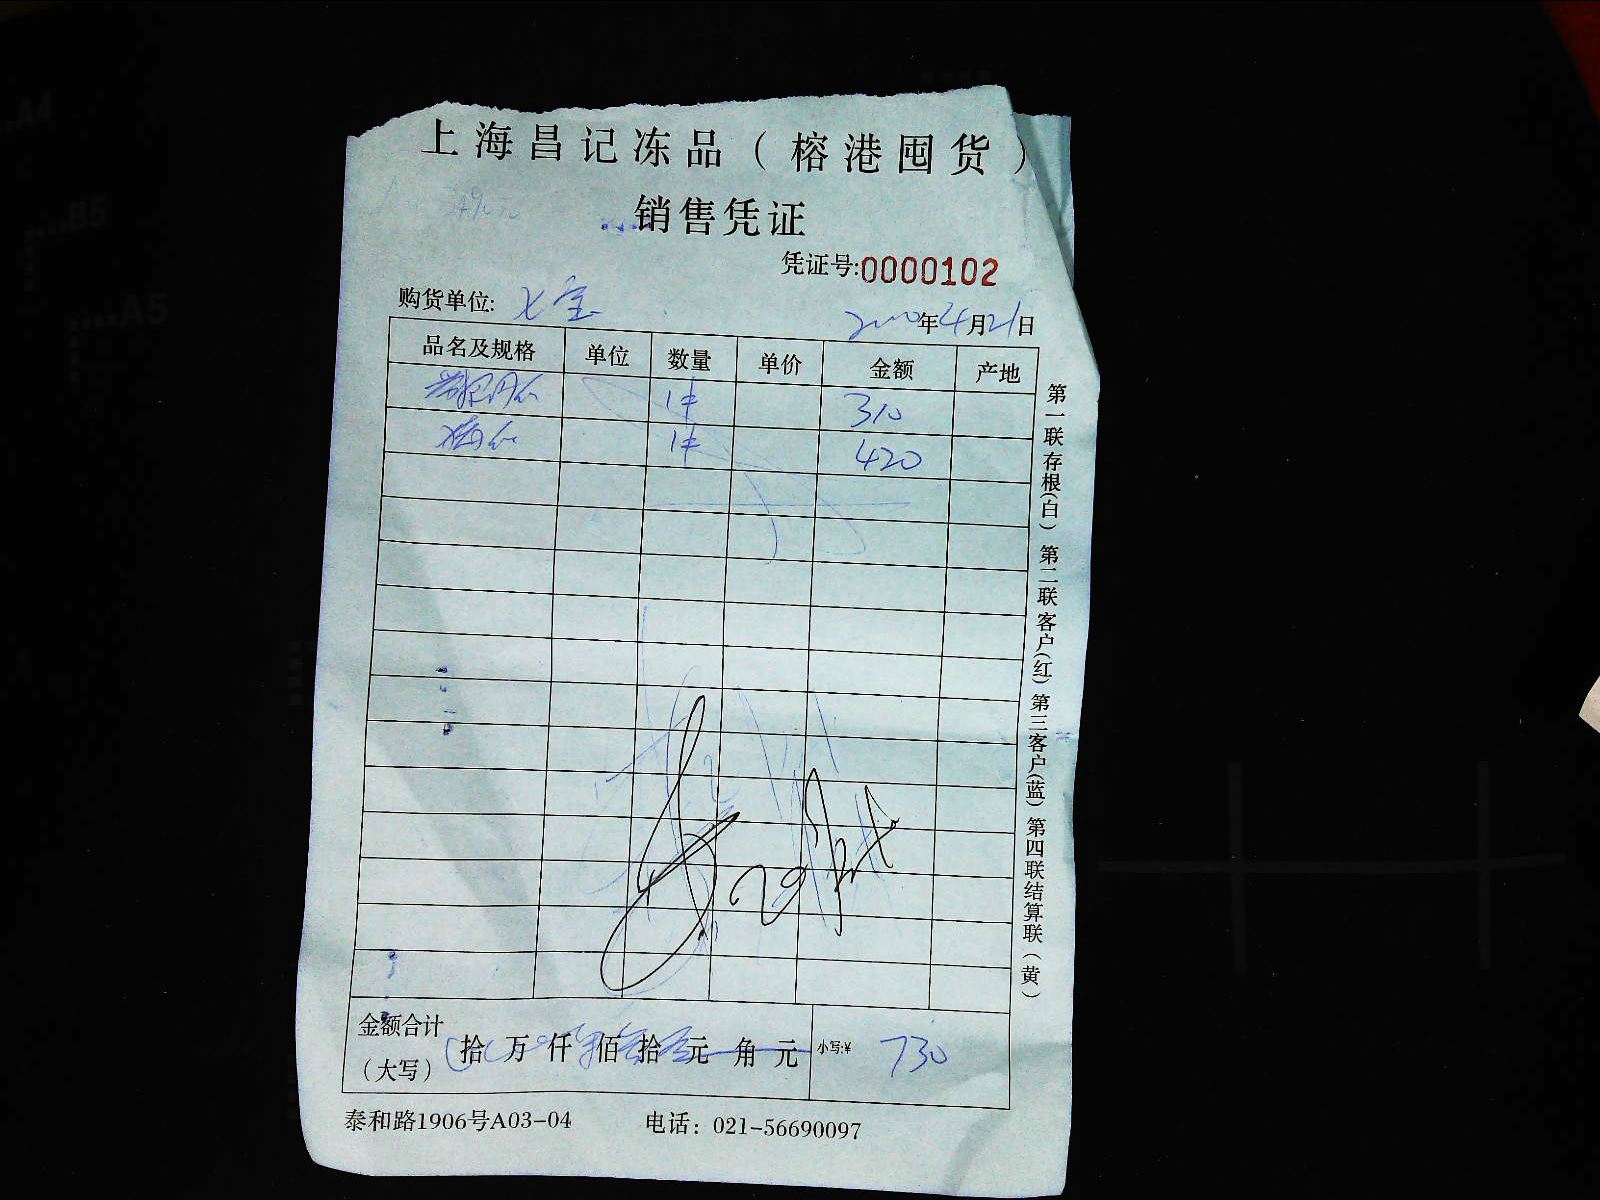 上海昌记冻品（榕港囤货）
销售凭证
凭证号:0000102
购货单位: 七宝
年4月21日
品名及规格 单位 数量 单价 金额 产地
1件 310
1件 420
金额合计（大写） 拾 万 仟 柒佰叁拾零元 角 元 小写:¥ 730
泰和路1906号A03-04 电话：021-56690097
第一联存根(白) 第二联客户(红) 第三客户(蓝) 第四联结算联（黄）